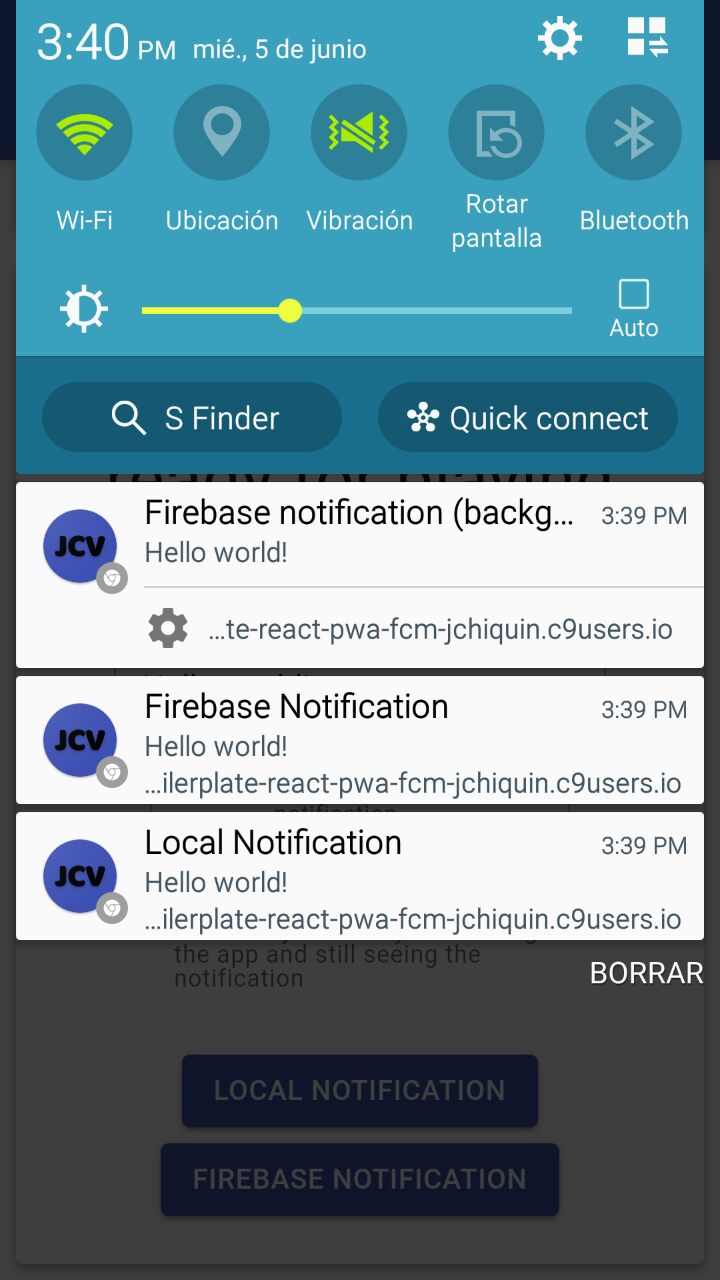 3:40 PM mié., 5 de junio
Wi-Fi
Ubicación
Vibración
Rotar
pantalla
Bluetooth
Auto
S Finder
Quick connect
ready for playing
JCV
Firebase notification (backg...
3:39 PM
Hello world!
...te-react-pwa-fcm-jchiquin.c9users.io
JCV
Firebase Notification
3:39 PM
Hello world!
...ilerplate-react-pwa-fcm-jchiquin.c9users.io
notification
JCV
Local Notification
3:39 PM
Hello world!
...ilerplate-react-pwa-fcm-jchiquin.c9users.io
the app and still seeing the
notification
BORRAR
LOCAL NOTIFICATION
FIREBASE NOTIFICATION